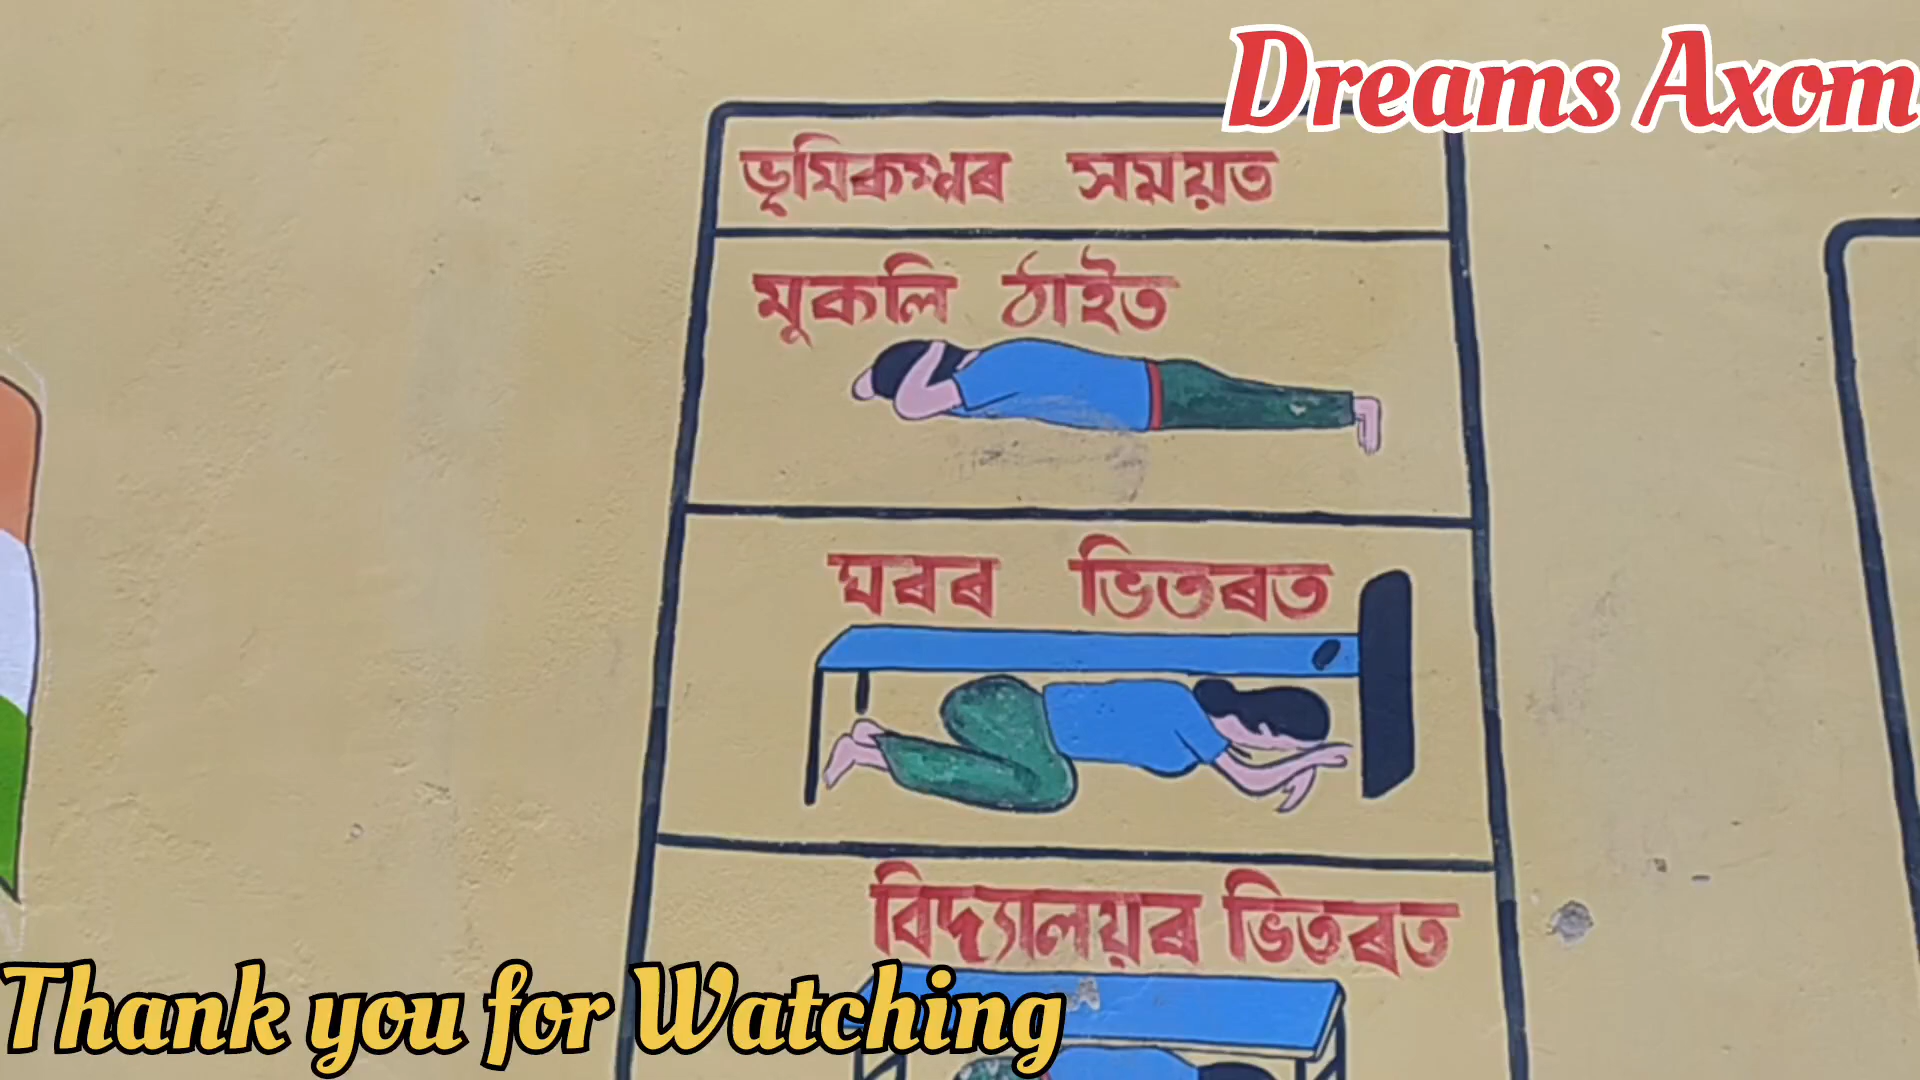 Dreams Axom
ভূমিকম্পৰ সময়ত
মুকলি ঠাইত
ঘৰৰ ভিতৰত
বিদ্যালয়ৰ ভিতৰত
Thank you for Watching